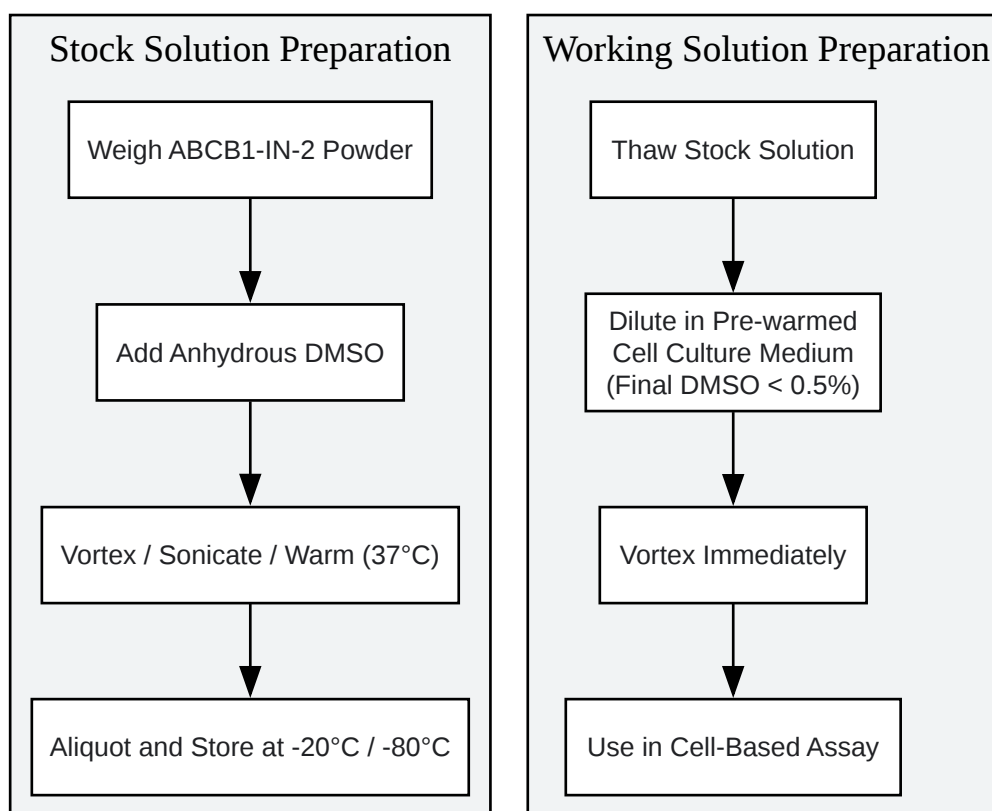 Stock Solution Preparation
Weigh ABCB1-IN-2 Powder
Add Anhydrous DMSO
Vortex / Sonicate / Warm (37°C)
Aliquot and Store at -20°C / -80°C
Working Solution Preparation
Thaw Stock Solution
Dilute in Pre-warmed
Cell Culture Medium
(Final DMSO < 0.5%)
Vortex Immediately
Use in Cell-Based Assay